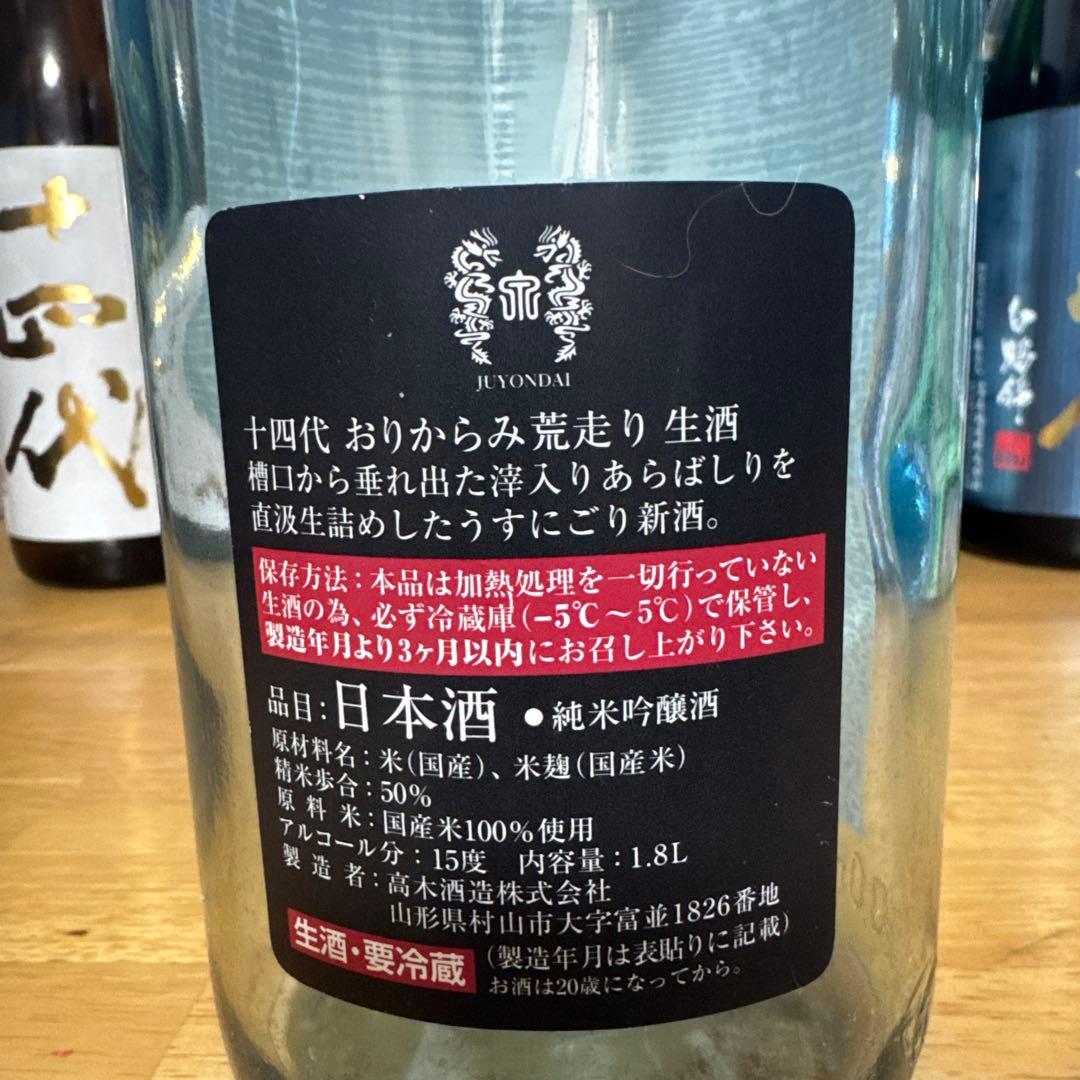 JUYONDAI
十四代 おりからみ荒走り 生酒
槽口から垂れ出た滓入りあらばしりを
直汲生詰めしたうすにごり新酒。
保存方法：本品は加熱処理を一切行っていない
生酒の為、必ず冷蔵庫(−5℃～5℃)で保管し、
製造年月より3ヶ月以内にお召し上がり下さい。
品目：日本酒 ●純米吟醸酒
原材料名：米(国産)、米麹(国産米)
精米歩合：50%
原料米：国産米100%使用
アルコール分：15度 内容量：1.8L
製造者：高木酒造株式会社
山形県村山市大字富並1826番地
生酒・要冷蔵
(製造年月は表貼りに記載)
お酒は20歳になってから。
十四代
白鶴錦